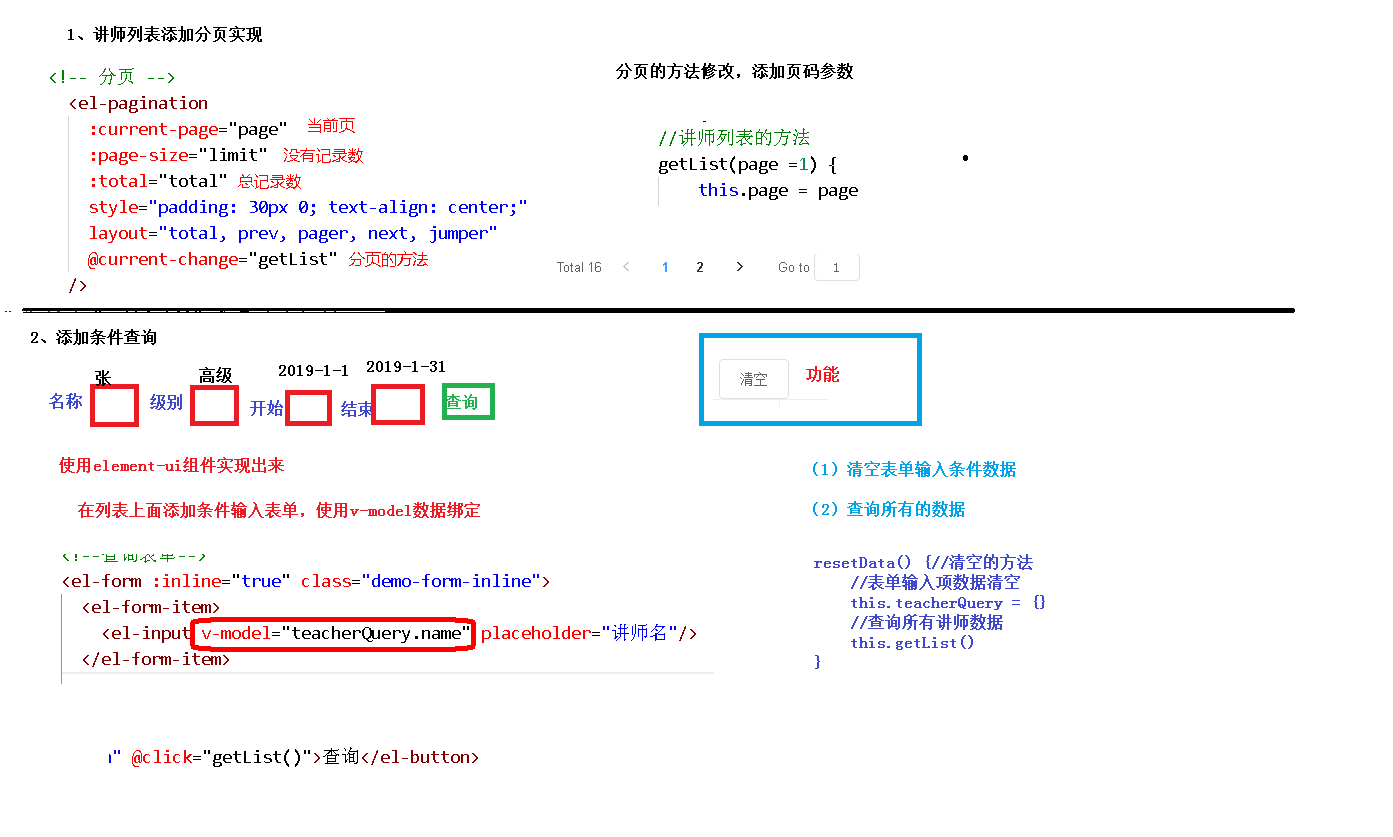 1、讲师列表添加分页实现
<!-- 分页 -->
<el-pagination
:current-page="page" 当前页
:page-size="limit" 没有记录数
:total="total" 总记录数
style="padding: 30px 0; text-align: center;"
layout="total, prev, pager, next, jumper"
@current-change="getList" 分页的方法
/>
分页的方法修改，添加页码参数
//讲师列表的方法
getList(page =1) {
this.page = page
Total 16 < 1 2 > Go to 1
2、添加条件查询
张 高级 2019-1-1 2019-1-31
名称 级别 开始 结束 查询
使用element-ui组件实现出来
在列表上面添加条件输入表单，使用v-model数据绑定
<!--查询表单-->
<el-form :inline="true" class="demo-form-inline">
<el-form-item>
<el-input v-model="teacherQuery.name" placeholder="讲师名"/>
</el-form-item>
" @click="getList()">查询</el-button>
清空 功能
（1）清空表单输入条件数据
（2）查询所有的数据
resetData() {//清空的方法
//表单输入项数据清空
this.teacherQuery = {}
//查询所有讲师数据
this.getList()
}